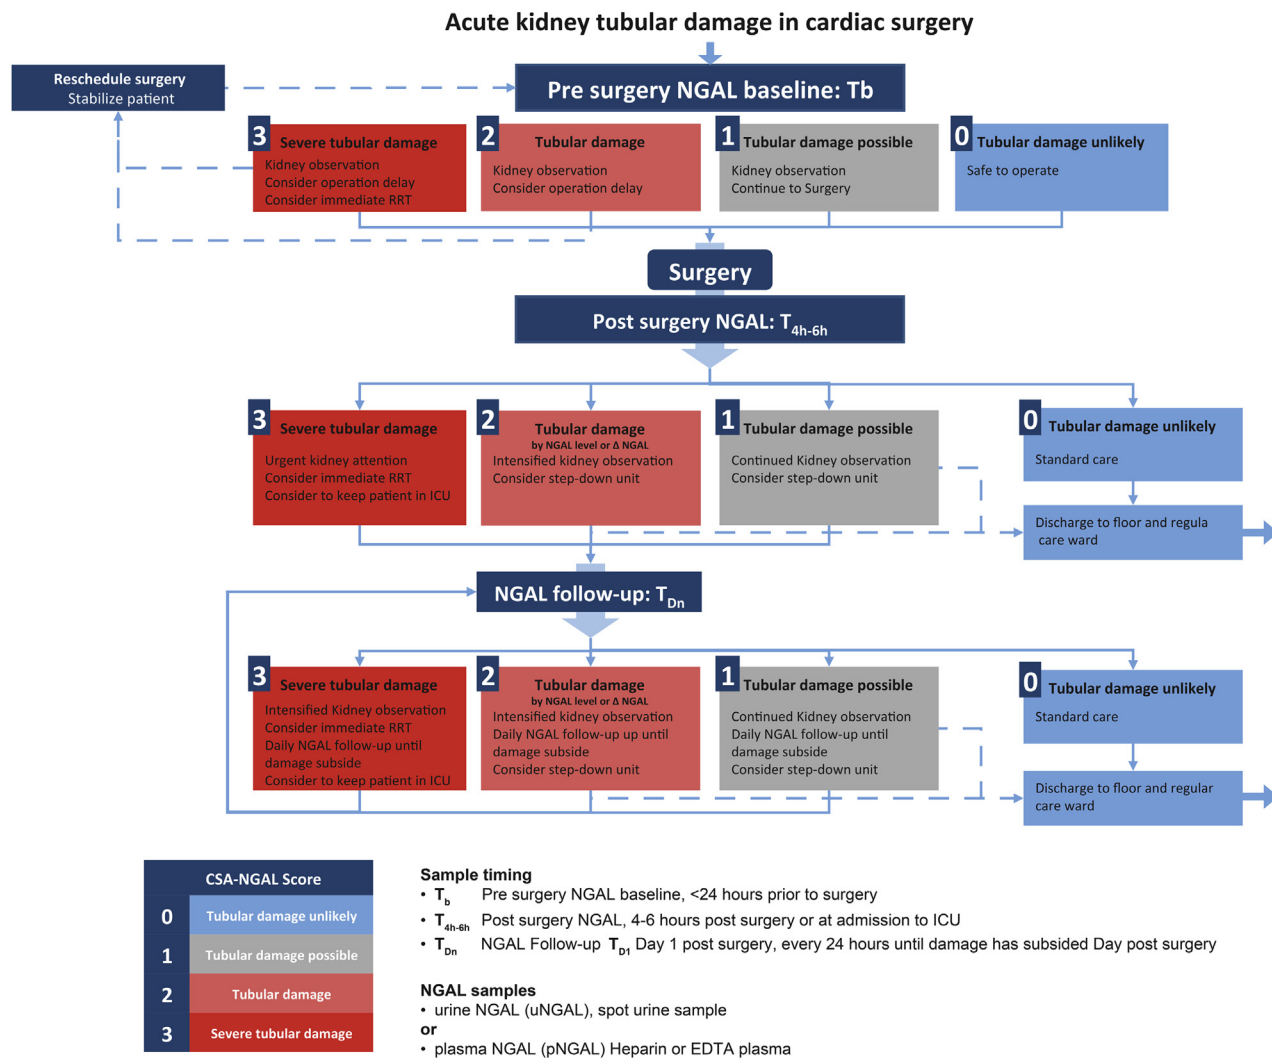 Acute kidney tubular damage in cardiac surgery
Reschedule surgery
Stabilize patient
Pre surgery NGAL baseline: Tb
3
Severe tubular damage
Kidney observation
Consider operation delay
Consider immediate RRT
2
Tubular damage
Kidney observation
Consider operation delay
1
Tubular damage possible
Kidney observation
Continue to Surgery
0
Tubular damage unlikely
Safe to operate
Surgery
Post surgery NGAL: T4h-6h
3
Severe tubular damage
Urgent kidney attention
Consider immediate RRT
Consider to keep patient in ICU
2
Tubular damage
by NGAL level or Δ NGAL
Intensified kidney observation
Consider step-down unit
1
Tubular damage possible
Continued Kidney observation
Consider step-down unit
0
Tubular damage unlikely
Standard care
Discharge to floor and regula
care ward
NGAL follow-up: TDn
3
Severe tubular damage
Intensified Kidney observation
Consider immediate RRT
Daily NGAL follow-up until
damage subside
Consider to keep patient in ICU
2
Tubular damage
by NGAL level or Δ NGAL
Intensified kidney observation
Daily NGAL follow-up up until
damage subside
Consider step-down unit
1
Tubular damage possible
Continued Kidney observation
Daily NGAL follow-up until
damage subside
Consider step-down unit
0
Tubular damage unlikely
Standard care
Discharge to floor and regular
care ward
CSA-NGAL Score
0 Tubular damage unlikely
1 Tubular damage possible
2 Tubular damage
3 Severe tubular damage
Sample timing
• Tb Pre surgery NGAL baseline, <24 hours prior to surgery
• T4h-6h Post surgery NGAL, 4-6 hours post surgery or at admission to ICU
• TDn NGAL Follow-up TD1 Day 1 post surgery, every 24 hours until damage has subsided Day post surgery
NGAL samples
• urine NGAL (uNGAL), spot urine sample
or
• plasma NGAL (pNGAL) Heparin or EDTA plasma